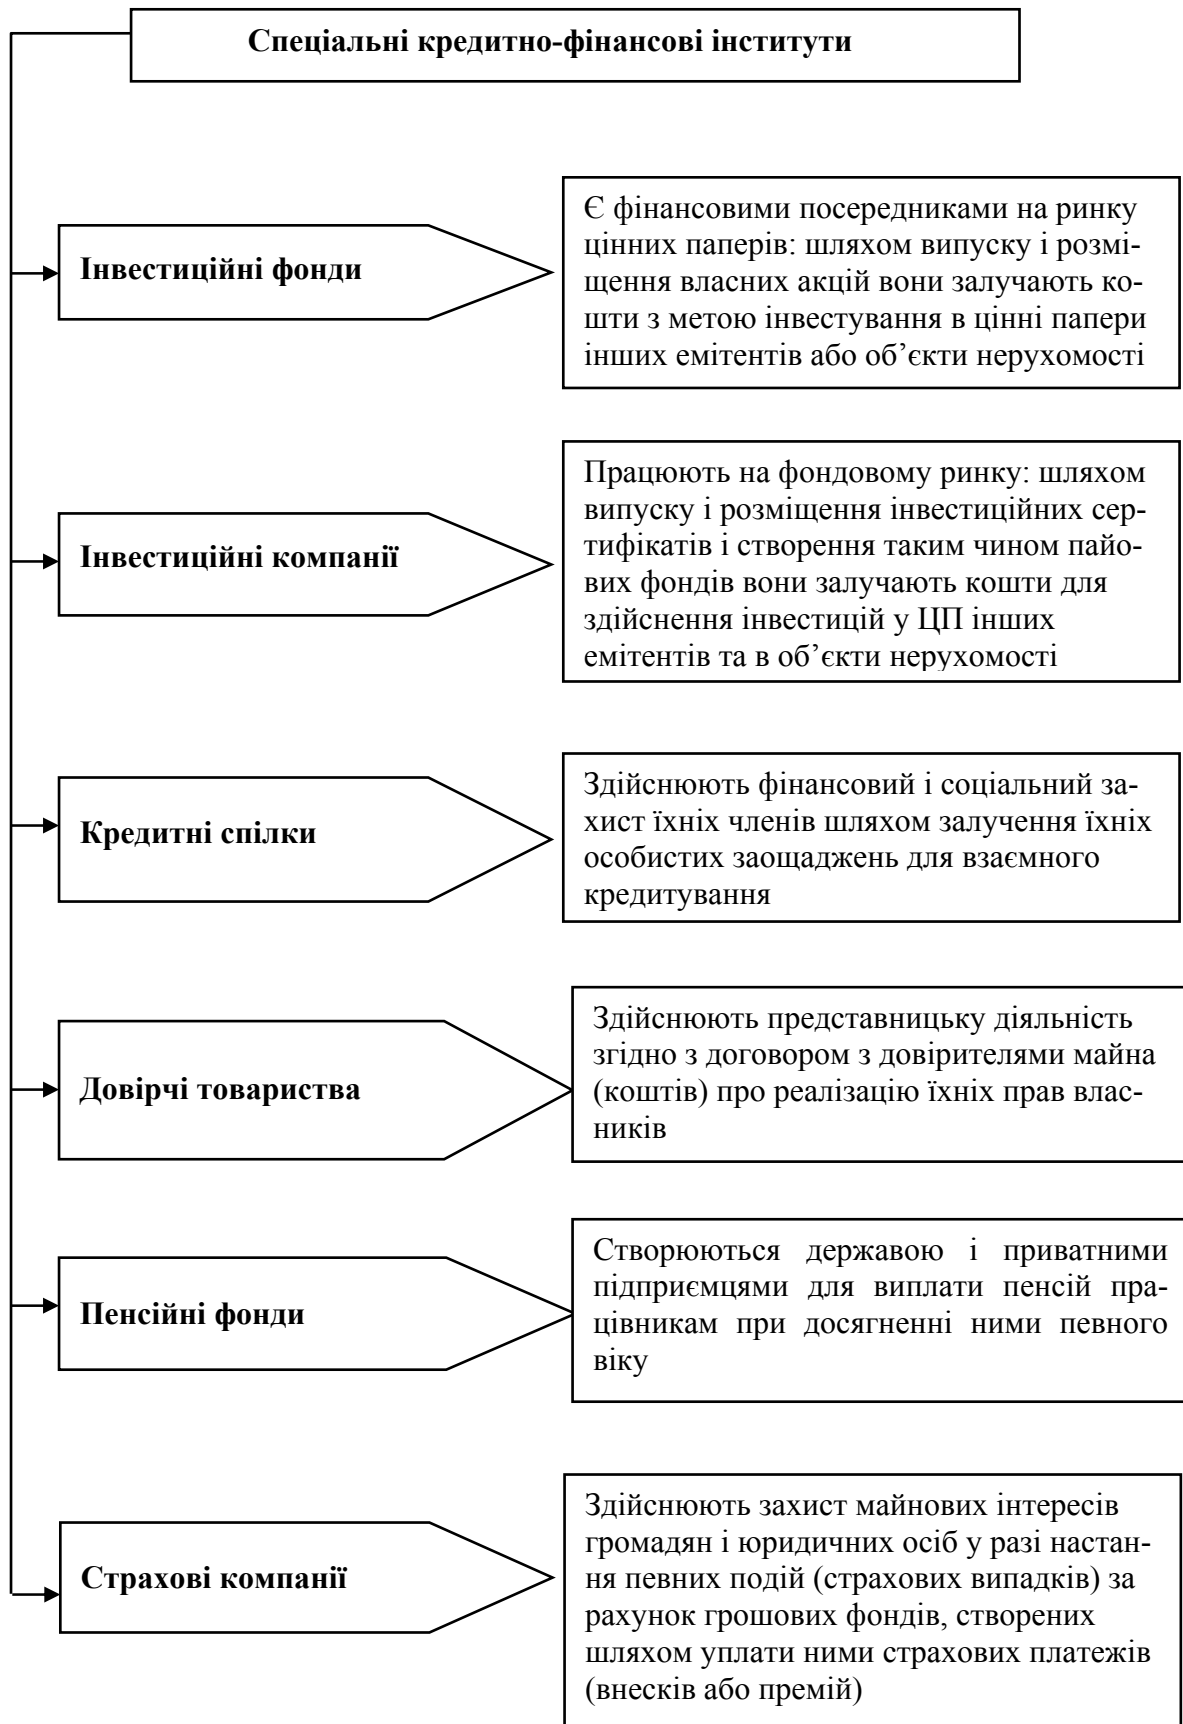 Спеціальні кредитно-фінансові інститути
Інвестиційні фонди
Є фінансовими посередниками на ринку
цінних паперів: шляхом випуску і розмі-
щення власних акцій вони залучають ко-
шти з метою інвестування в цінні папери
інших емітентів або об’єкти нерухомості
Інвестиційні компанії
Працюють на фондовому ринку: шляхом
випуску і розміщення інвестиційних сер-
тифікатів і створення таким чином пайо-
вих фондів вони залучають кошти для
здійснення інвестицій у ЦП інших
емітентів та в об’єкти нерухомості
Кредитні спілки
Здійснюють фінансовий і соціальний за-
хист їхніх членів шляхом залучення їхніх
особистих заощаджень для взаємного
кредитування
Довірчі товариства
Здійснюють представницьку діяльність
згідно з договором з довірителями майна
(коштів) про реалізацію їхніх прав влас-
ників
Пенсійні фонди
Створюються державою і приватними
підприємцями для виплати пенсій пра-
цівникам при досягненні ними певного
віку
Страхові компанії
Здійснюють захист майнових інтересів
громадян і юридичних осіб у разі настан-
ня певних подій (страхових випадків) за
рахунок грошових фондів, створених
шляхом уплати ними страхових платежів
(внесків або премій)